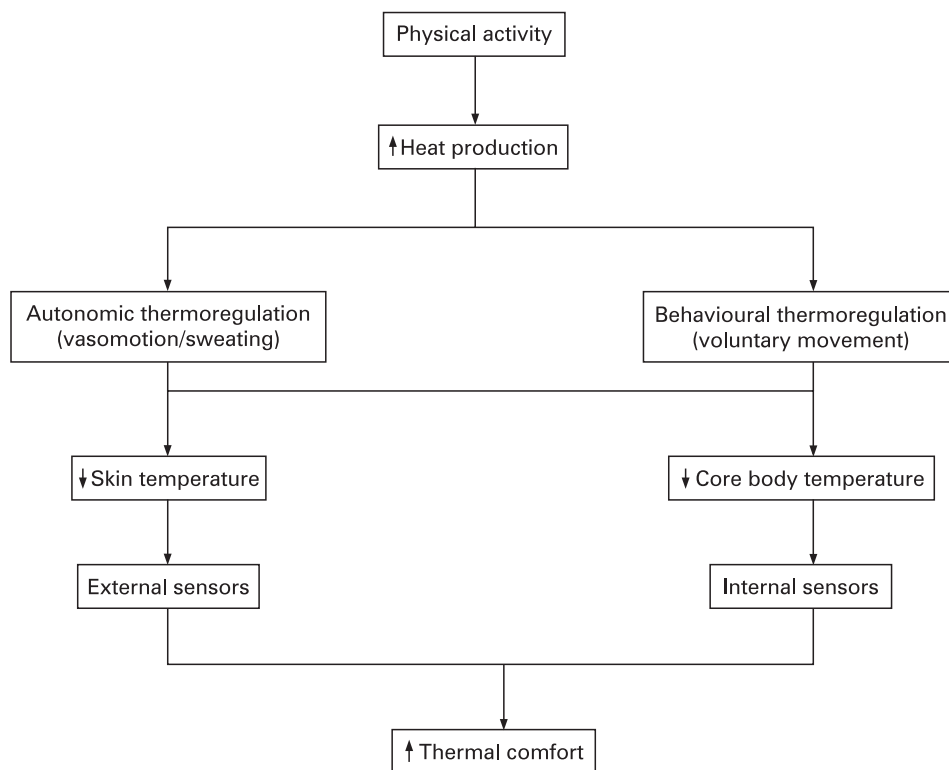 Physical activity
↑Heat production
Autonomic thermoregulation
(vasomotion/sweating)
Behavioural thermoregulation
(voluntary movement)
↓Skin temperature
↓ Core body temperature
External sensors
Internal sensors
↑ Thermal comfort